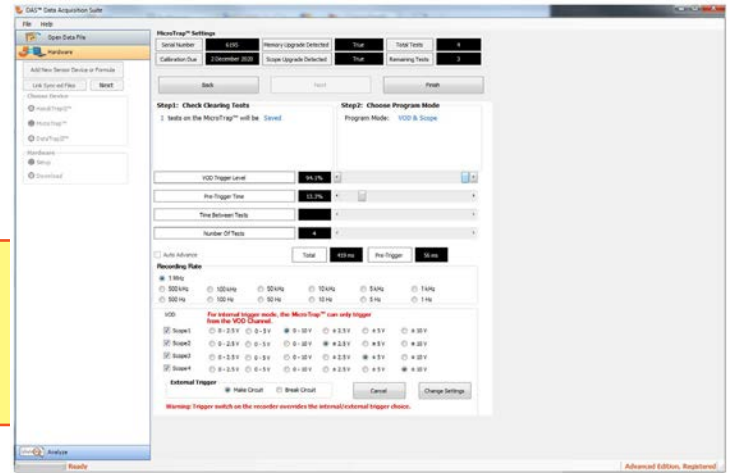 DAS™ Data Acquisition Suite
File Help
Open Data File
Hardware
Add New Sensor Device or Formula
Link Synced Files Next
Choose Device
HandiTrapII™
MicroTrap™
DataTrapII™
Hardware
Setup
Download
Analyze
Ready
MicroTrap™ Settings
Serial Number 6195 Memory Upgrade Detected True Total Tests 4
Calibration Due 2 December 2020 Scope Upgrade Detected True Remaining Tests 3
Back Next Finish
Step1: Check Clearing Tests
1 tests on the MicroTrap™ will be Saved
Step2: Choose Program Mode
Program Mode: VOD & Scope
VOD Trigger Level 94.1%
Pre-Trigger Time 13.3%
Time Between Tests
Number Of Tests 4
Auto Advance Total 419 ms Pre-Trigger 56 ms
Recording Rate
1 MHz
500 kHz 100 kHz 50 kHz 10 kHz 5 kHz 1 kHz
500 Hz 100 Hz 50 Hz 10 Hz 5 Hz 1 Hz
VOD For internal trigger mode, the MicroTrap™ can only trigger
from the VOD Channel.
Scope1 0 - 2.5 V 0 - 5 V 0 - 10 V ± 2.5 V ± 5 V ± 10 V
Scope2 0 - 2.5 V 0 - 5 V 0 - 10 V ± 2.5 V ± 5 V ± 10 V
Scope3 0 - 2.5 V 0 - 5 V 0 - 10 V ± 2.5 V ± 5 V ± 10 V
Scope4 0 - 2.5 V 0 - 5 V 0 - 10 V ± 2.5 V ± 5 V ± 10 V
External Trigger
Make Circuit Break Circuit Cancel Change Settings
Warning: Trigger switch on the recorder overrides the internal/external trigger choice.
Advanced Edition, Registered